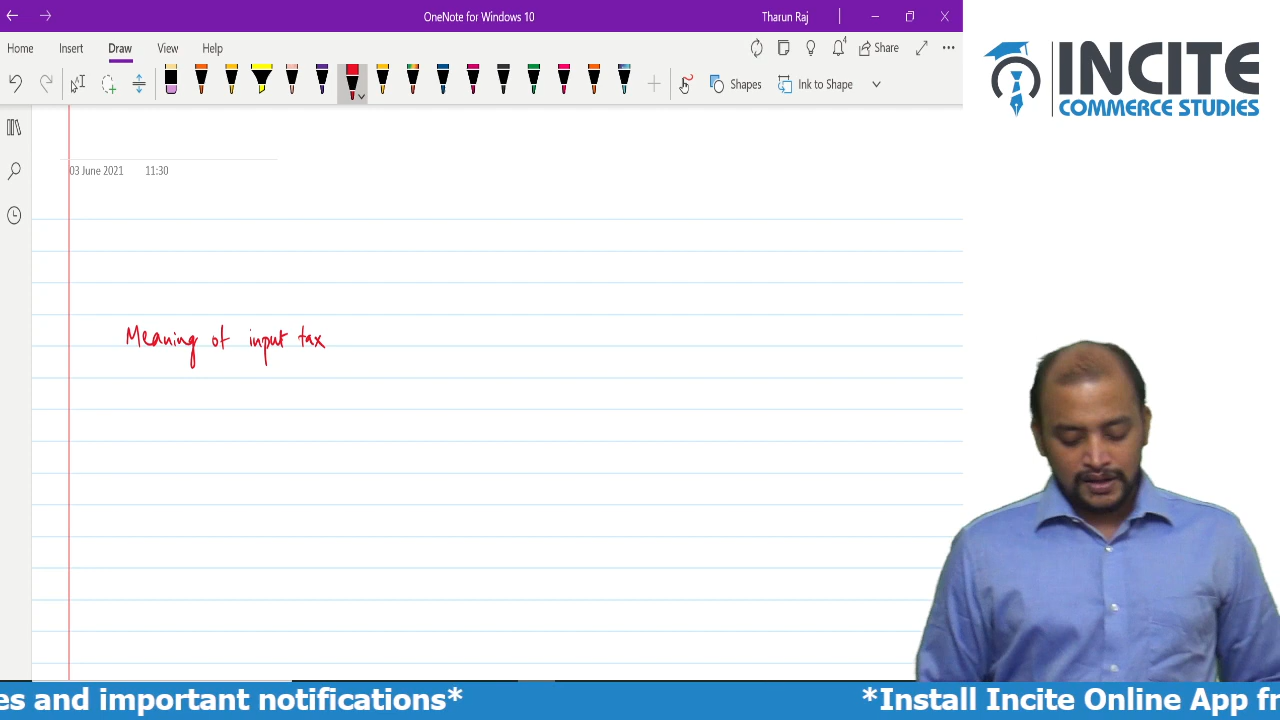 OneNote for Windows 10
Tharun Raj
Home Insert Draw View Help
4
Share
Shapes
Ink to Shape
03 June 2021 11:30
Meaning of input tax
INCITE
COMMERCE STUDIES
es and important notifications* *Install Incite Online App fr